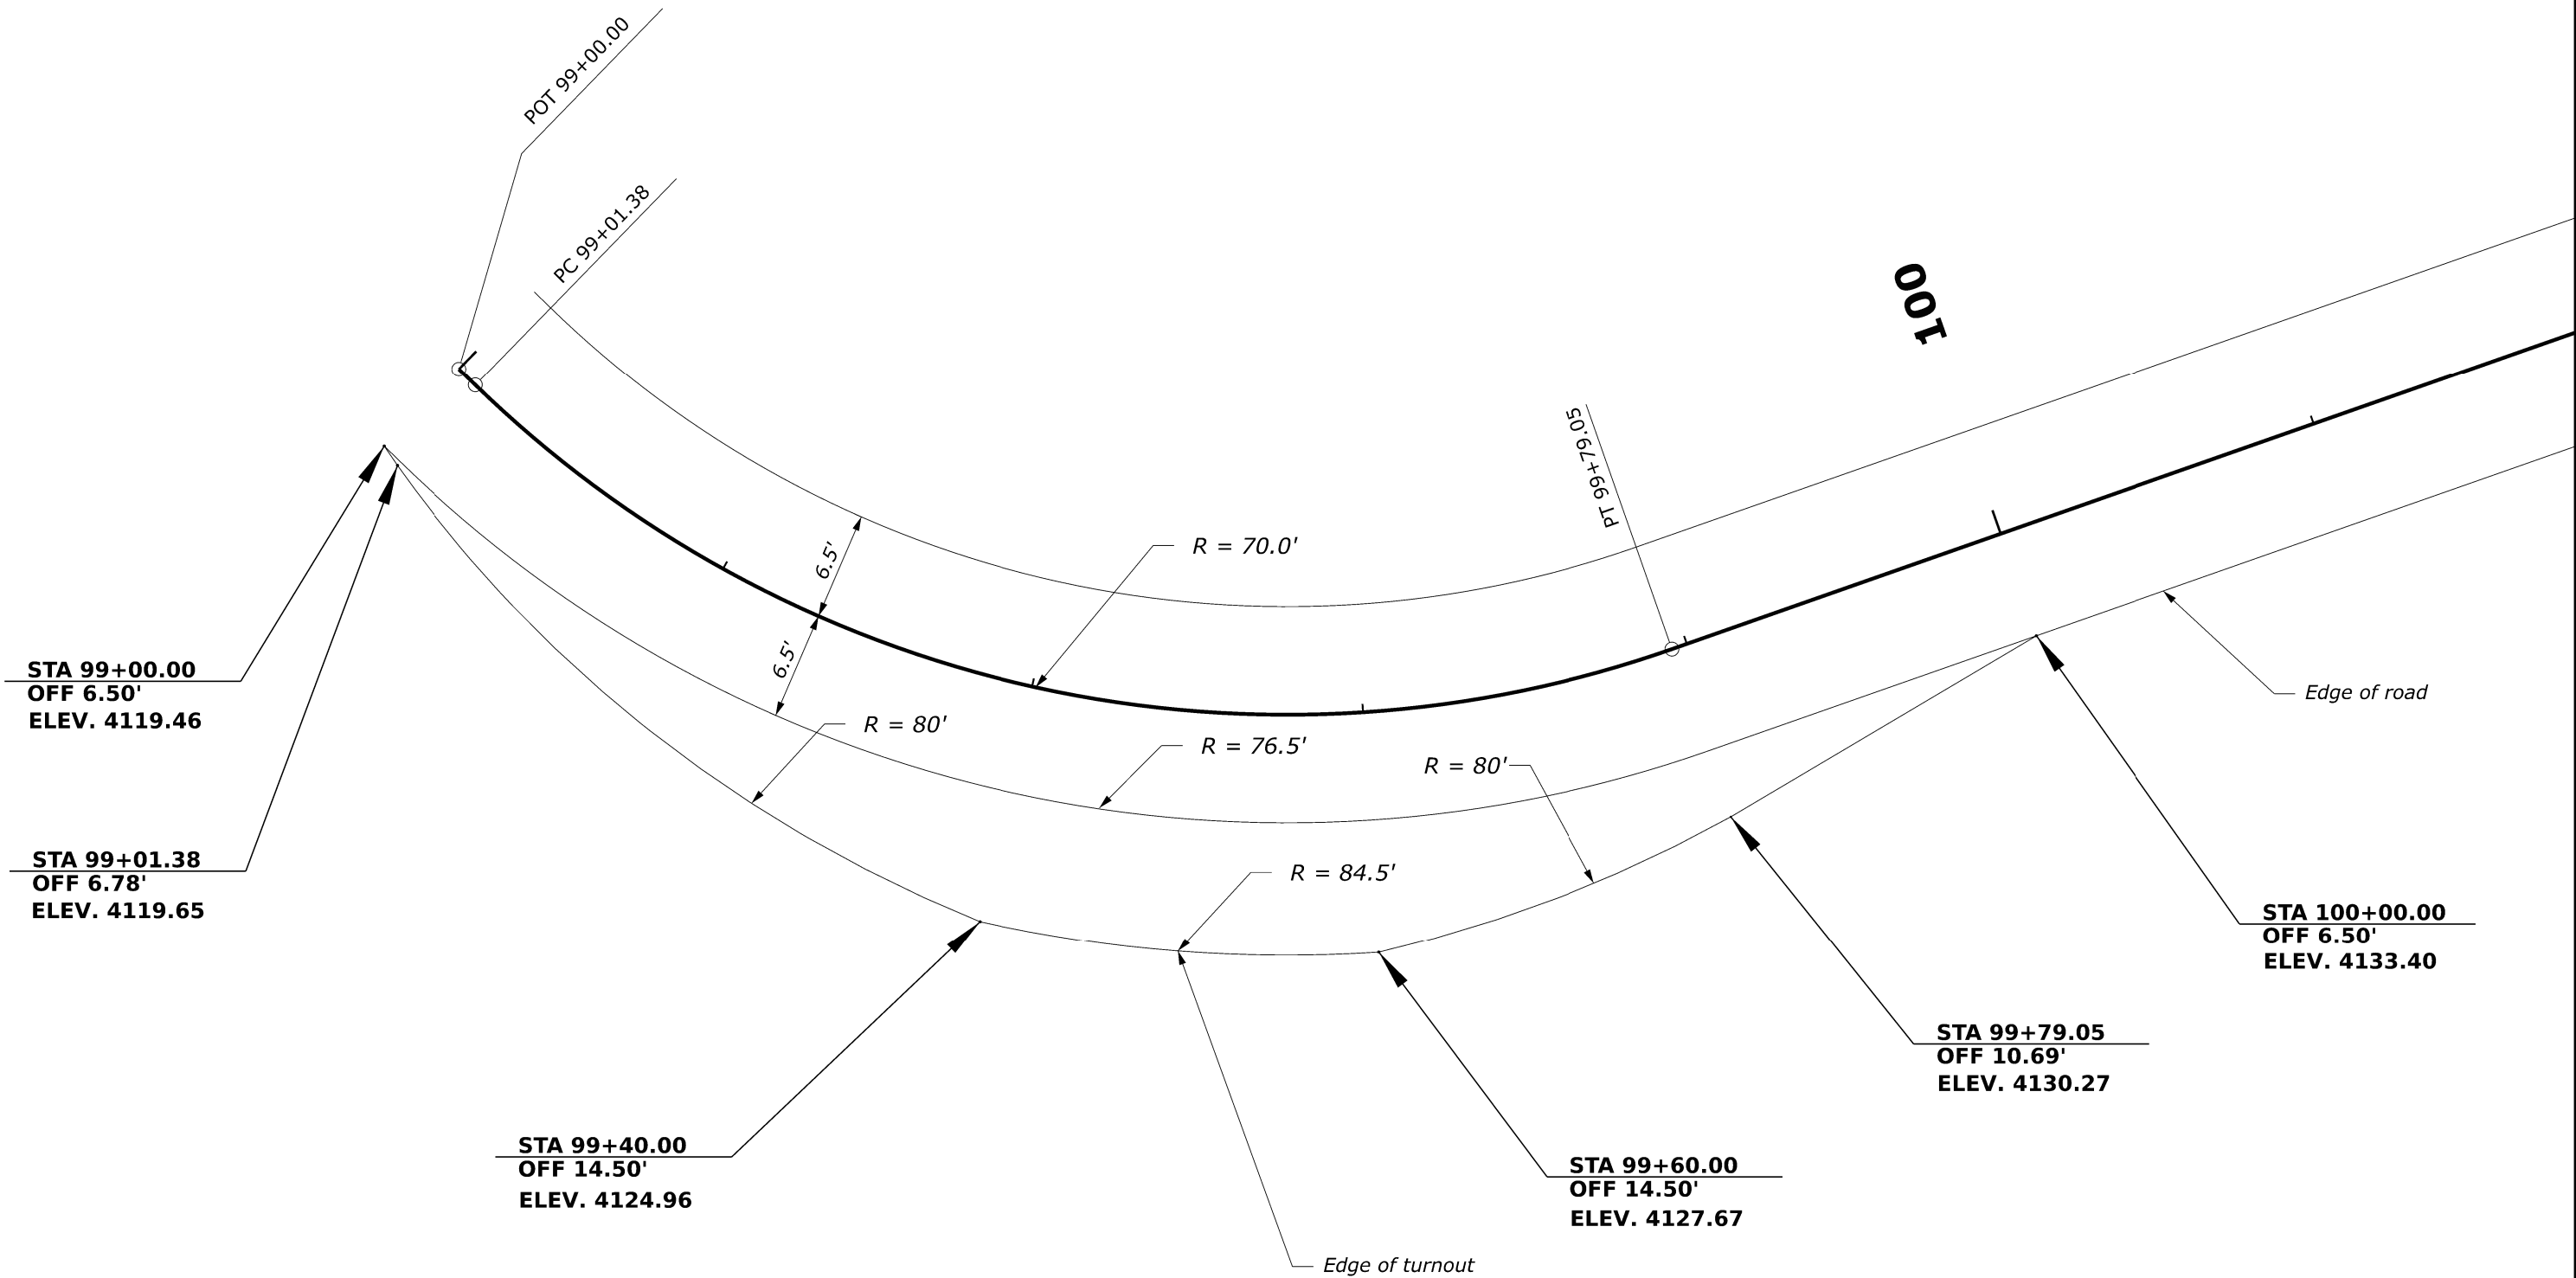 POT 99+00.00
PC 99+01.38
100
PT 99+79.05
R = 70.0'
6.5'
6.5'
STA 99+00.00
OFF 6.50'
ELEV. 4119.46
Edge of road
R = 80'
R = 76.5'
R = 80'
STA 99+01.38
OFF 6.78'
ELEV. 4119.65
R = 84.5'
STA 100+00.00
OFF 6.50'
ELEV. 4133.40
STA 99+79.05
OFF 10.69'
ELEV. 4130.27
STA 99+40.00
OFF 14.50'
ELEV. 4124.96
STA 99+60.00
OFF 14.50'
ELEV. 4127.67
Edge of turnout